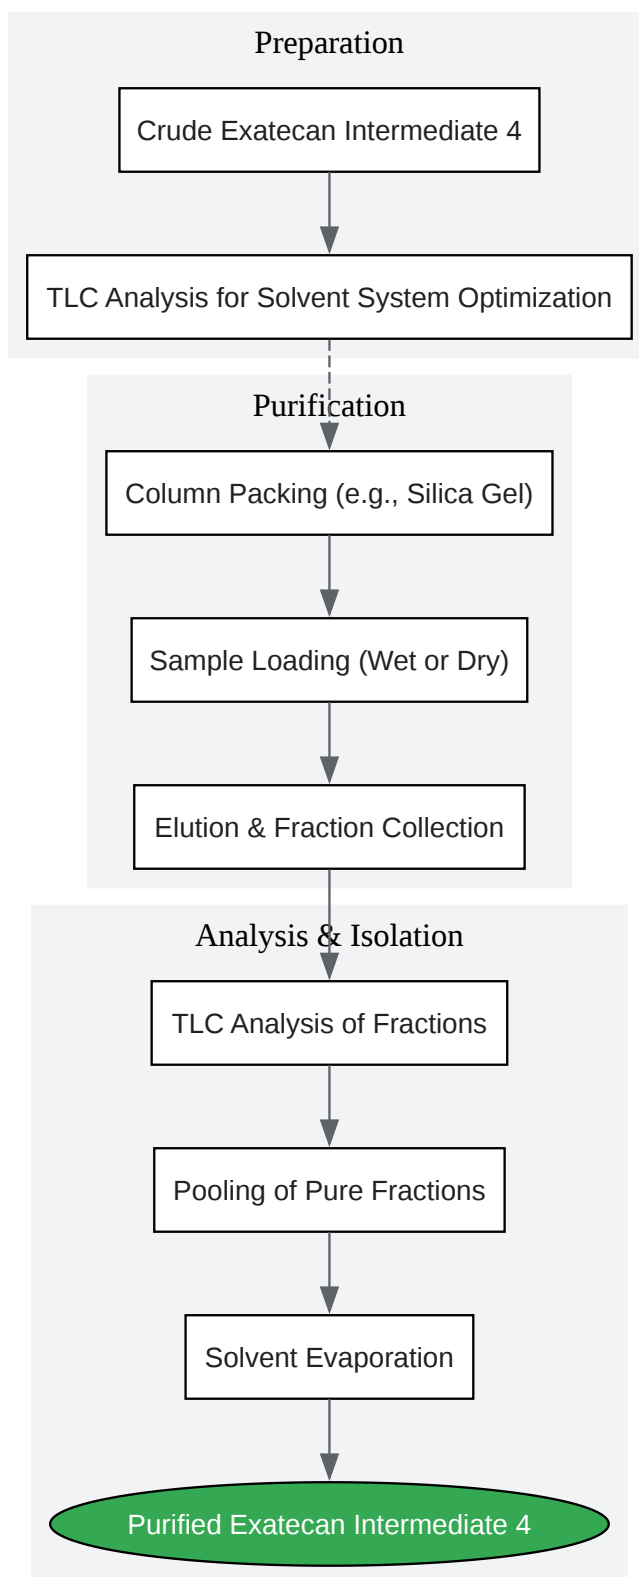 Preparation
Crude Exatecan Intermediate 4
TLC Analysis for Solvent System Optimization
Purification
Column Packing (e.g., Silica Gel)
Sample Loading (Wet or Dry)
Elution & Fraction Collection
Analysis & Isolation
TLC Analysis of Fractions
Pooling of Pure Fractions
Solvent Evaporation
Purified Exatecan Intermediate 4